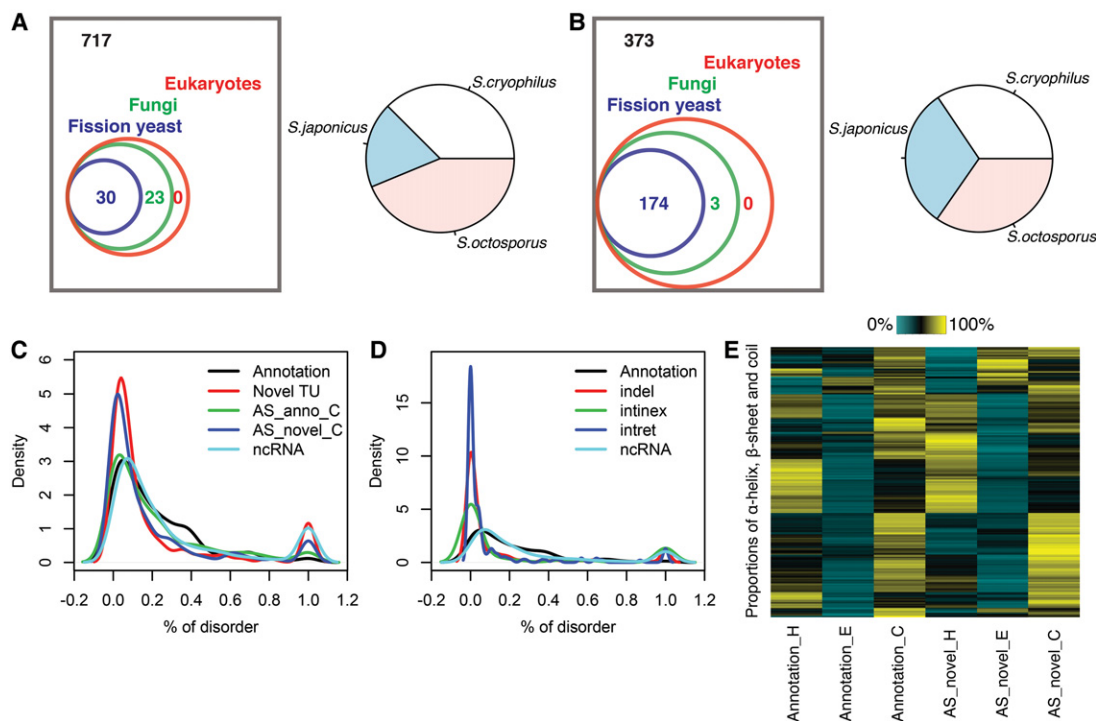 A
717
Eukaryotes
Fungi
Fission yeast
30
23
0
S.cryophilus
S.japonicus
S.octosporus
B
373
Eukaryotes
Fungi
Fission yeast
174
3
0
S.cryophilus
S.japonicus
S.octosporus
C
Density
6
5
4
3
2
1
0
Annotation
Novel TU
AS_anno_C
AS_novel_C
ncRNA
-0.2 0.0 0.2 0.4 0.6 0.8 1.0 1.2
% of disorder
D
Density
15
10
5
0
Annotation
indel
intinex
intret
ncRNA
-0.2 0.0 0.2 0.4 0.6 0.8 1.0 1.2
% of disorder
0% 100%
E
Proportions of α-helix, β-sheet and coil
Annotation_H
Annotation_E
Annotation_C
AS_novel_H
AS_novel_E
AS_novel_C